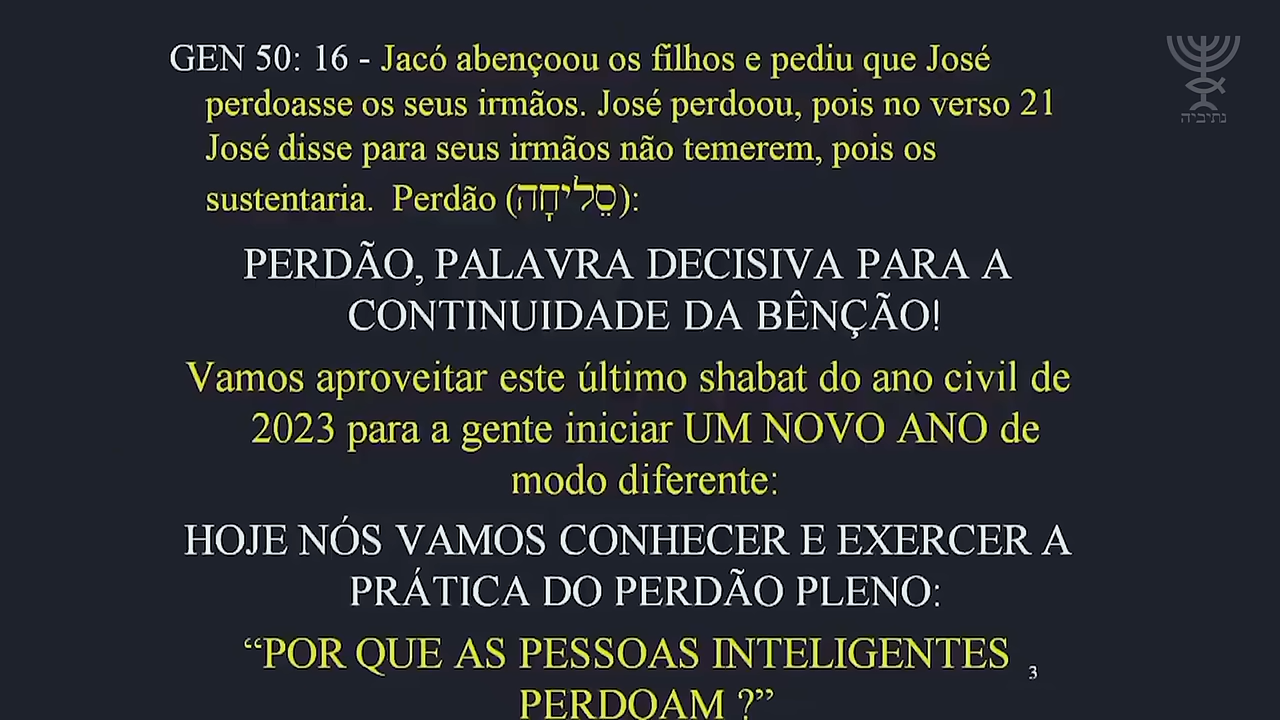 GEN 50: 16 - Jacó abençoou os filhos e pediu que José
perdoasse os seus irmãos. José perdoou, pois no verso 21
José disse para seus irmãos não temerem, pois os
sustentaria.  Perdão (סֵלִיחָה):
PERDÃO, PALAVRA DECISIVA PARA A
CONTINUIDADE DA BÊNÇÃO!
Vamos aproveitar este último shabat do ano civil de
2023 para a gente iniciar UM NOVO ANO de
modo diferente:
HOJE NÓS VAMOS CONHECER E EXERCER A
PRÁTICA DO PERDÃO PLENO:
“POR QUE AS PESSOAS INTELIGENTES
PERDOAM ?”
3
נתיביה